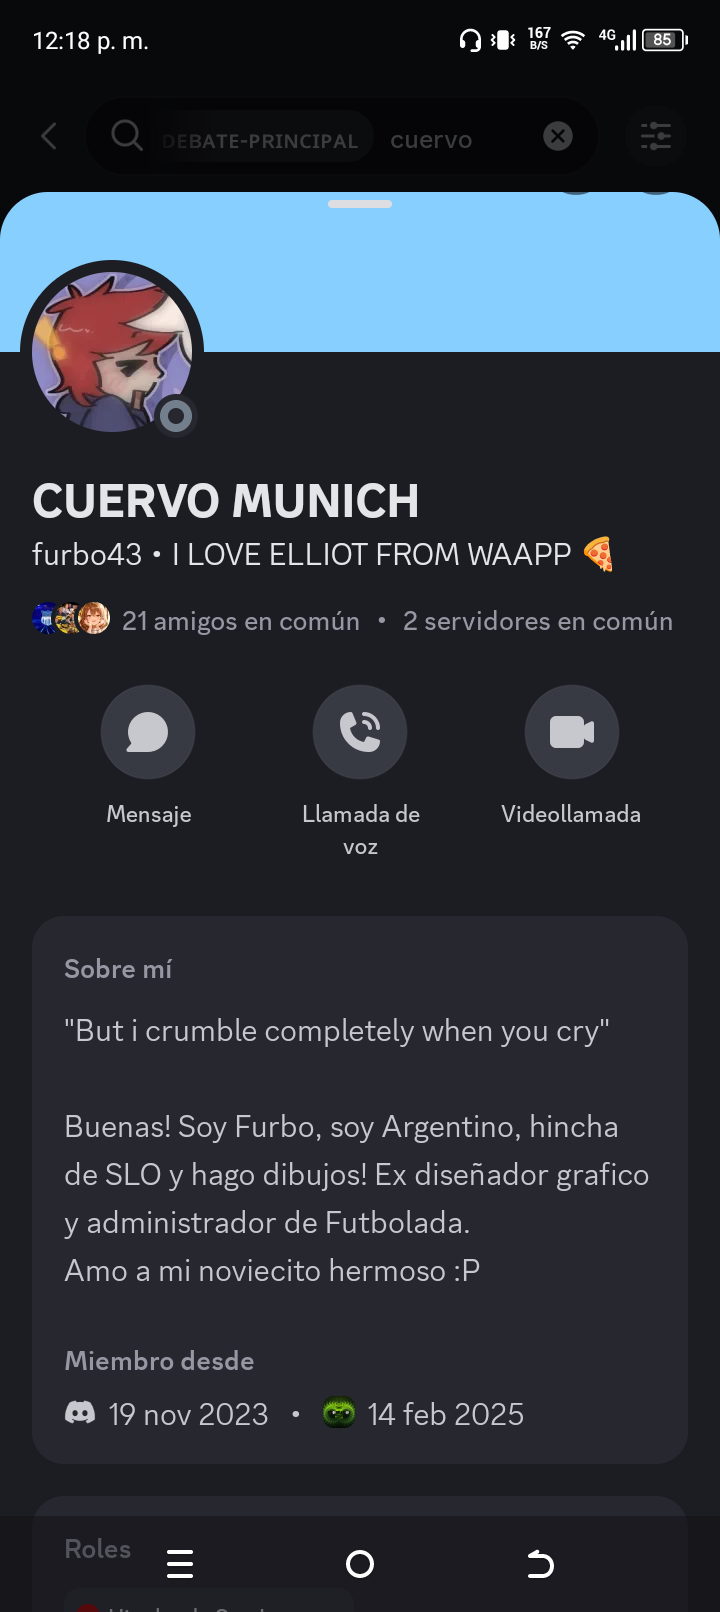 12:18 p. m.
167
B/S
4G
85
DEBATE-PRINCIPAL cuervo
CUERVO MUNICH
furbo43 • I LOVE ELLIOT FROM WAAPP 🍕
21 amigos en común • 2 servidores en común
Mensaje
Llamada de
voz
Videollamada
Sobre mí
"But i crumble completely when you cry"
Buenas! Soy Furbo, soy Argentino, hincha
de SLO y hago dibujos! Ex diseñador grafico
y administrador de Futbolada.
Amo a mi noviecito hermoso :P
Miembro desde
19 nov 2023 • 14 feb 2025
Roles